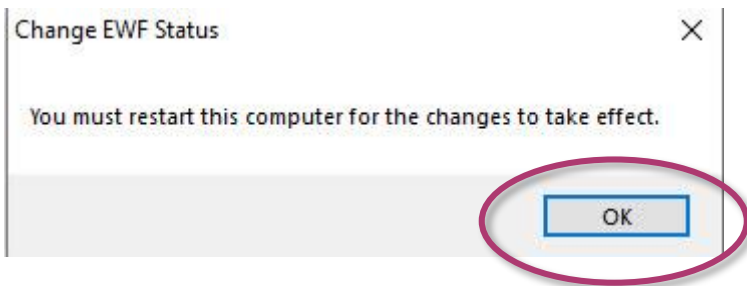 Change EWF Status
You must restart this computer for the changes to take effect.
OK